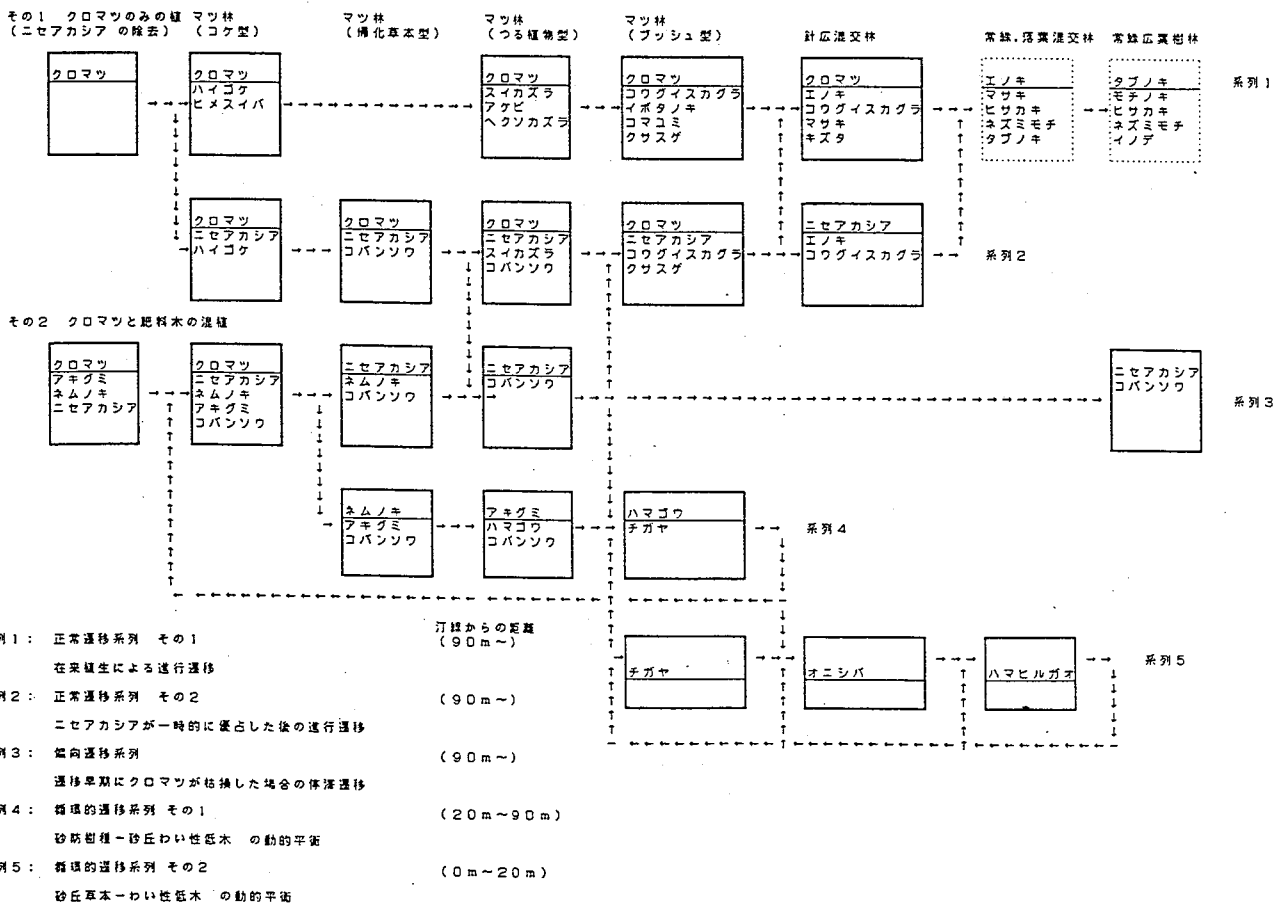 その1 クロマツのみの植
(ニセアカシア の除去)
マツ林
(コケ型)
マツ林
(帰化草本型)
マツ林
(つる植物型)
マツ林
(ブッシュ型)
針広混交林
常緑,落葉混交林
常緑広葉樹林
クロマツ
クロマツ
ハイゴケ
ヒメスイバ
クロマツ
スイカズラ
アケビ
ヘクソカズラ
クロマツ
コウグイスカグラ
イボタノキ
コマユミ
クサスゲ
クロマツ
エノキ
コウグイスカグラ
マサキ
キズタ
エノキ
マサキ
ヒサカキ
ネズミモチ
タブノキ
タブノキ
モチノキ
ヒサカキ
ネズミモチ
イノデ
系列1
クロマツ
ニセアカシア
ハイゴケ
クロマツ
ニセアカシア
コバンソウ
クロマツ
ニセアカシア
スイカズラ
コバンソウ
クロマツ
ニセアカシア
コウグイスカグラ
クサスゲ
ニセアカシア
エノキ
コウグイスカグラ
系列2
その2 クロマツと肥料木の混植
クロマツ
アキグミ
ネムノキ
ニセアカシア
クロマツ
ニセアカシア
ネムノキ
アキグミ
コバンソウ
ニセアカシア
ネムノキ
コバンソウ
ニセアカシア
コバンソウ
ニセアカシア
コバンソウ
系列3
ネムノキ
アキグミ
コバンソウ
アキグミ
ハマゴウ
コバンソウ
ハマゴウ
チガヤ
系列4
チガヤ
オニシバ
ハマヒルガオ
系列5
汀線からの距離
列1: 正常遷移系列 その1 (90m~)
在来植生による進行遷移
列2: 正常遷移系列 その2 (90m~)
ニセアカシアが一時的に優占した後の進行遷移
列3: 偏向遷移系列 (90m~)
遷移早期にクロマツが枯損した場合の停滞遷移
列4: 循環的遷移系列 その1 (20m~90m)
砂防樹種-砂丘わい性低木 の動的平衡
列5: 循環的遷移系列 その2 (0m~20m)
砂丘草本-わい性低木 の動的平衡